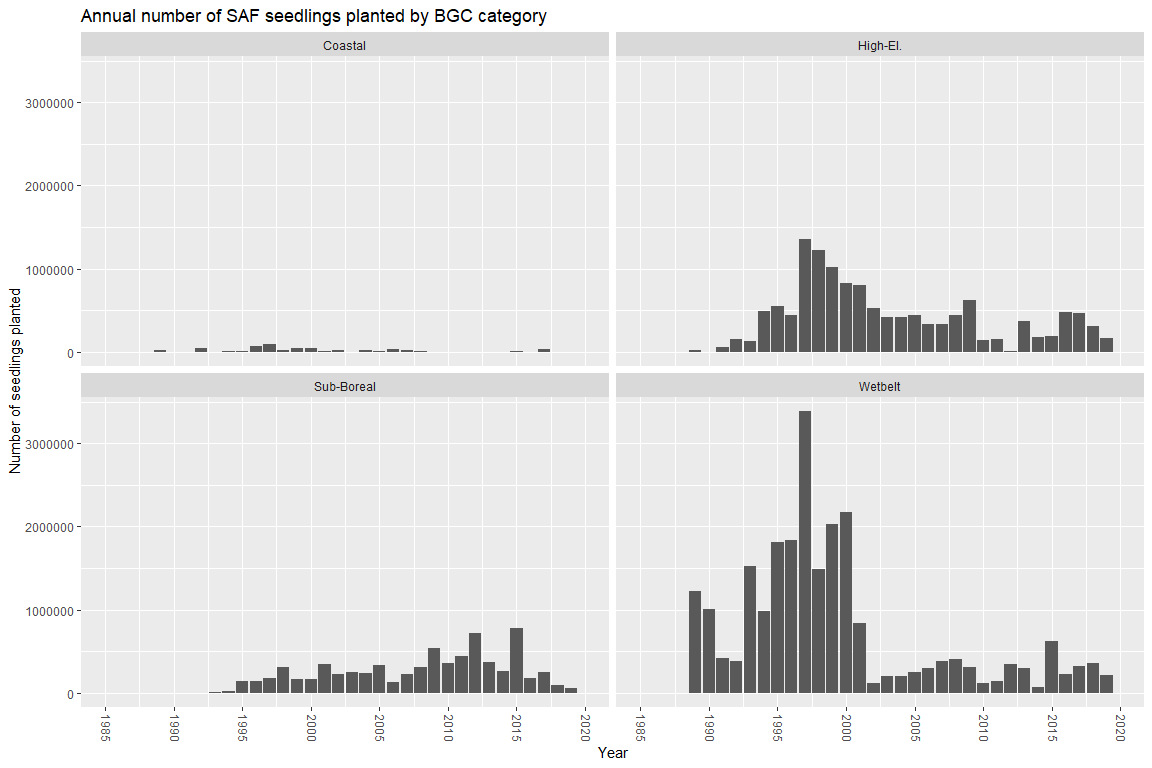 Annual number of SAF seedlings planted by BGC category
Coastal
High-El.
3000000
2000000
1000000
0
Sub-Boreal
Wetbelt
3000000
2000000
1000000
0
Number of seedlings planted
1985 1990 1995 2000 2005 2010 2015 2020
1985 1990 1995 2000 2005 2010 2015 2020
Year